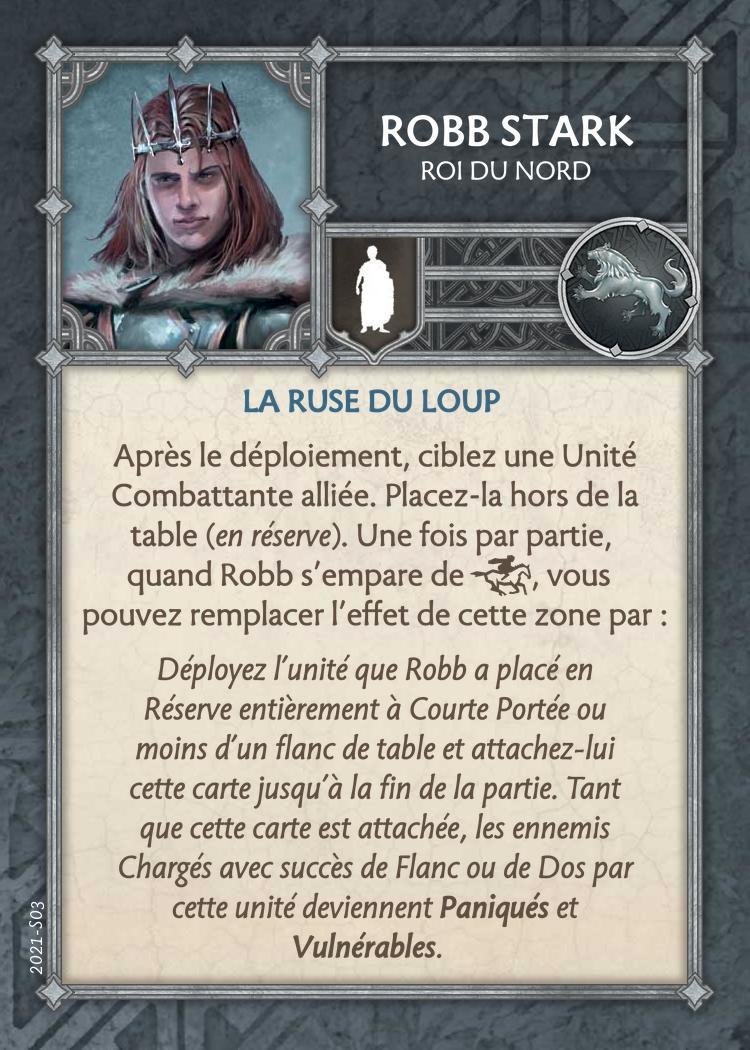 ROBB STARK
ROI DU NORD
LA RUSE DU LOUP
Après le déploiement, ciblez une Unité
Combattante alliée. Placez-la hors de la
table (en réserve). Une fois par partie,
quand Robb s'empare de , vous
pouvez remplacer l'effet de cette zone par :
Déployez l'unité que Robb a placé en
Réserve entièrement à Courte Portée ou
moins d'un flanc de table et attachez-lui
cette carte jusqu'à la fin de la partie. Tant
que cette carte est attachée, les ennemis
Chargés avec succès de Flanc ou de Dos par
cette unité deviennent Paniqués et
Vulnérables.
2021-S03